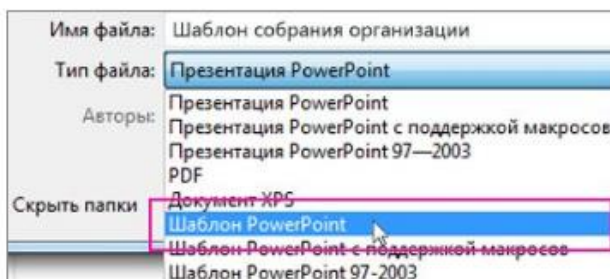 Имя файла: Шаблон собрания организации
Тип файла: Презентация PowerPoint
Авторы:
Презентация PowerPoint
Презентация PowerPoint с поддержкой макросов
Презентация PowerPoint 97—2003
PDF
Скрыть папки
Документ XPS
Шаблон PowerPoint
Шаблон PowerPoint с поддержкой макросов
Шаблон PowerPoint 97-2003